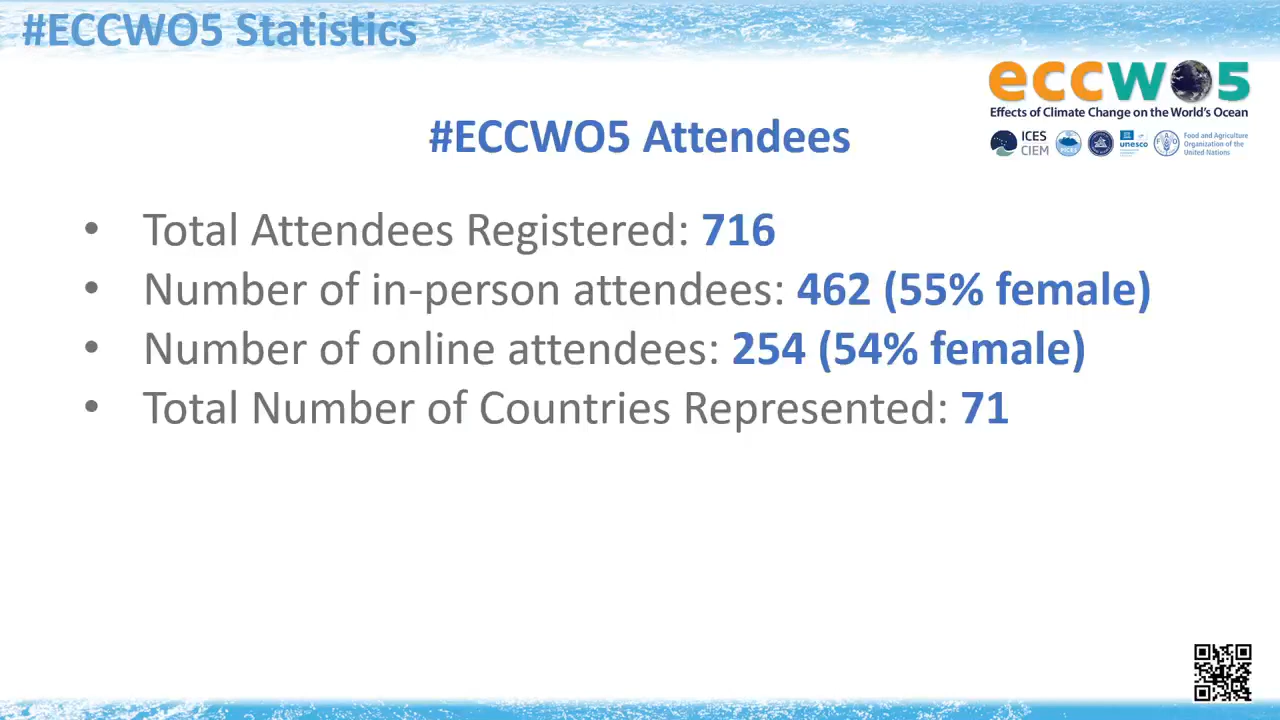 #ECCWO5 Statistics
eccwo5
Effects of Climate Change on the World's Ocean
#ECCWO5 Attendees
ICES
CIEM
PICES
unesco
Food and Agriculture
Organization of the
United Nations
• Total Attendees Registered: 716
• Number of in-person attendees: 462 (55% female)
• Number of online attendees: 254 (54% female)
• Total Number of Countries Represented: 71